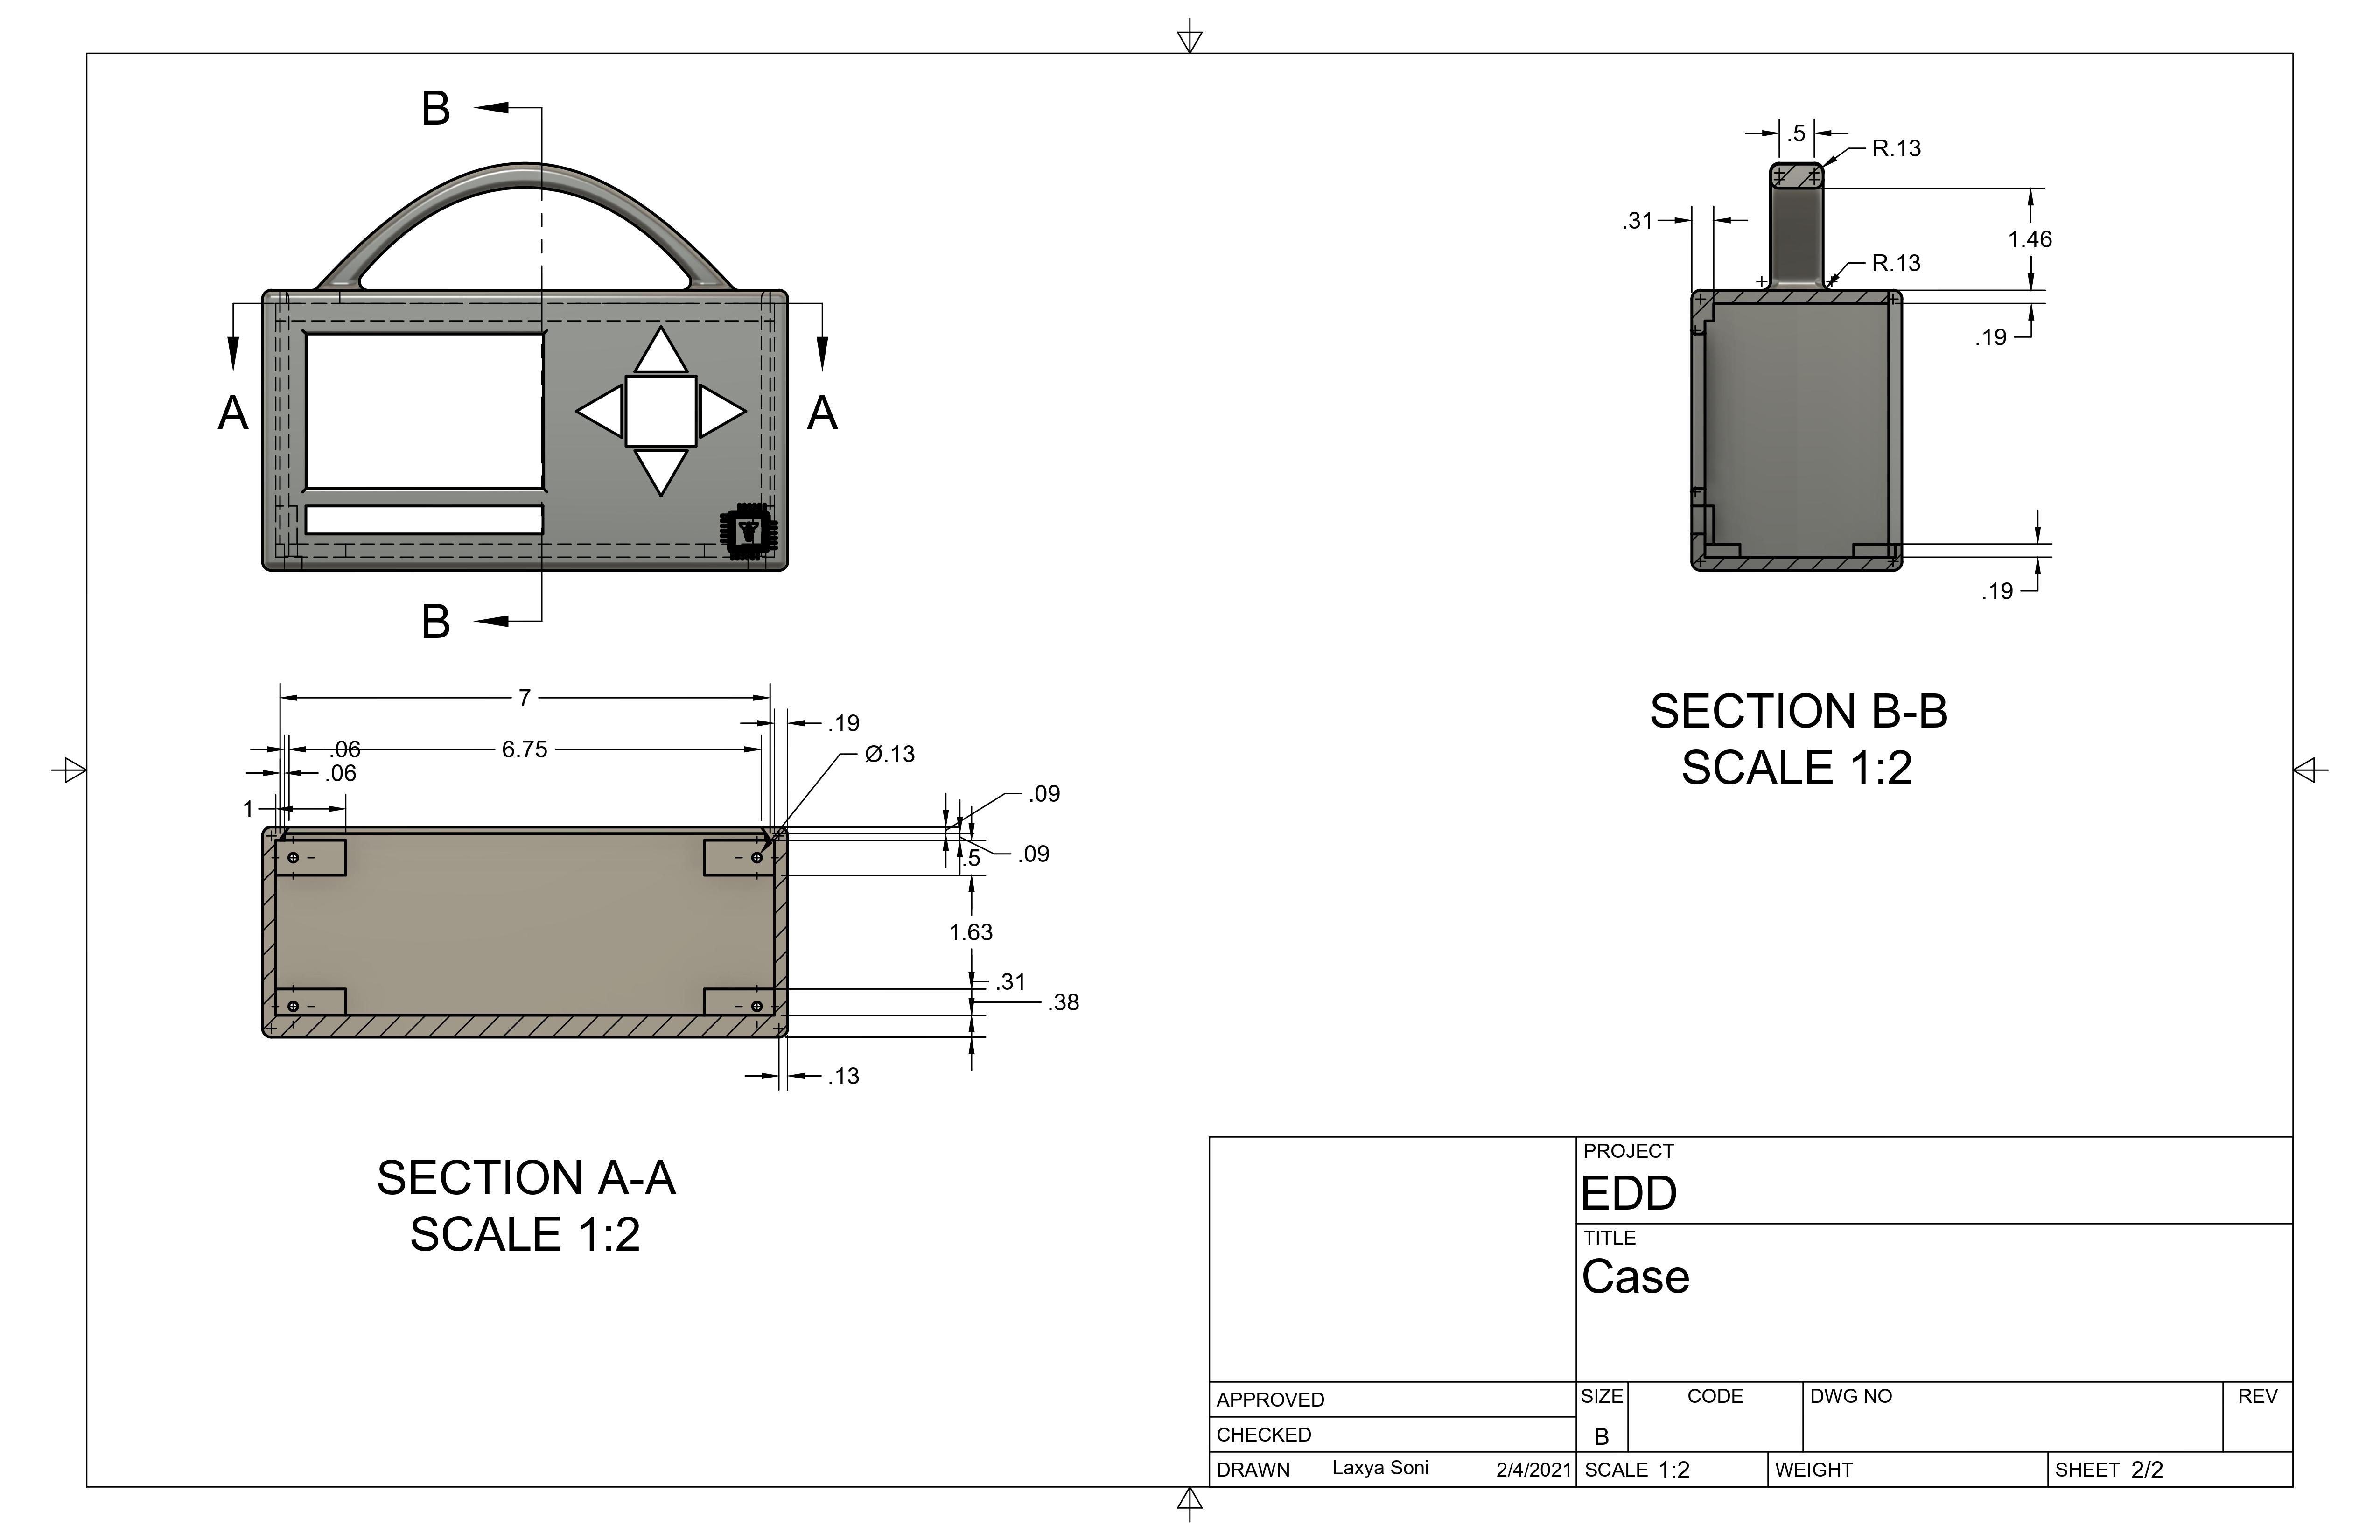 B
.5
R.13
.31
1.46
R.13
.19
A
A
B
.19
SECTION B-B
SCALE 1:2
7
.19
.06
6.75
Ø.13
.06
1
.09
.09
.5
1.63
.31
.38
.13
SECTION A-A
SCALE 1:2
PROJECT
EDD
TITLE
Case
APPROVED
SIZE
CODE
DWG NO
REV
CHECKED
B
DRAWN Laxya Soni 2/4/2021
SCALE 1:2
WEIGHT
SHEET 2/2